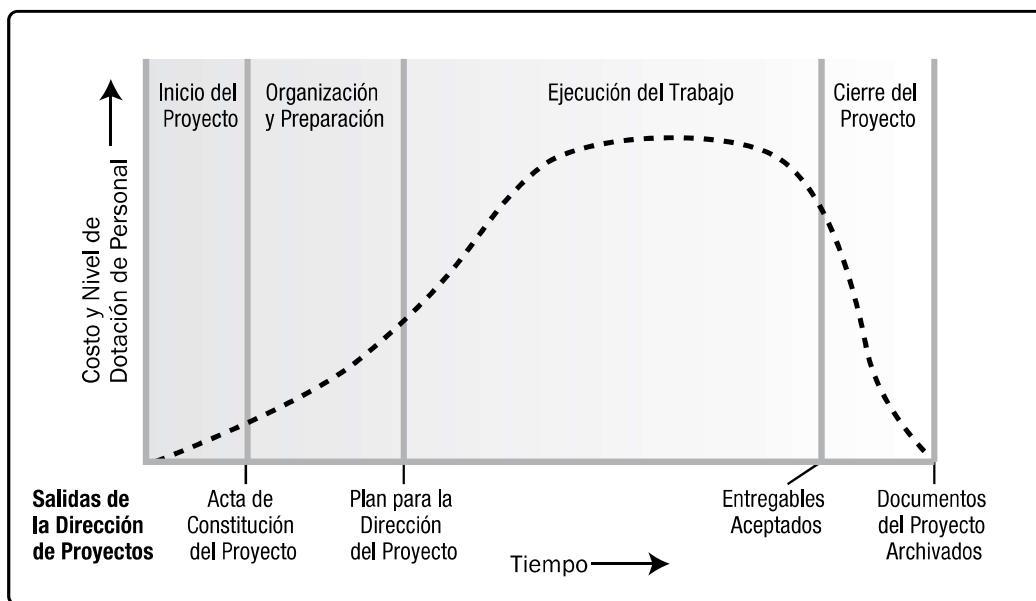 Inicio del
Proyecto
Organización
y Preparación
Ejecución del Trabajo
Cierre del
Proyecto
Costo y Nivel de
Dotación de Personal
Salidas de
la Dirección
de Proyectos
Acta de
Constitución
del Proyecto
Plan para la
Dirección
del Proyecto
Entregables
Aceptados
Documentos
del Proyecto
Archivados
Tiempo